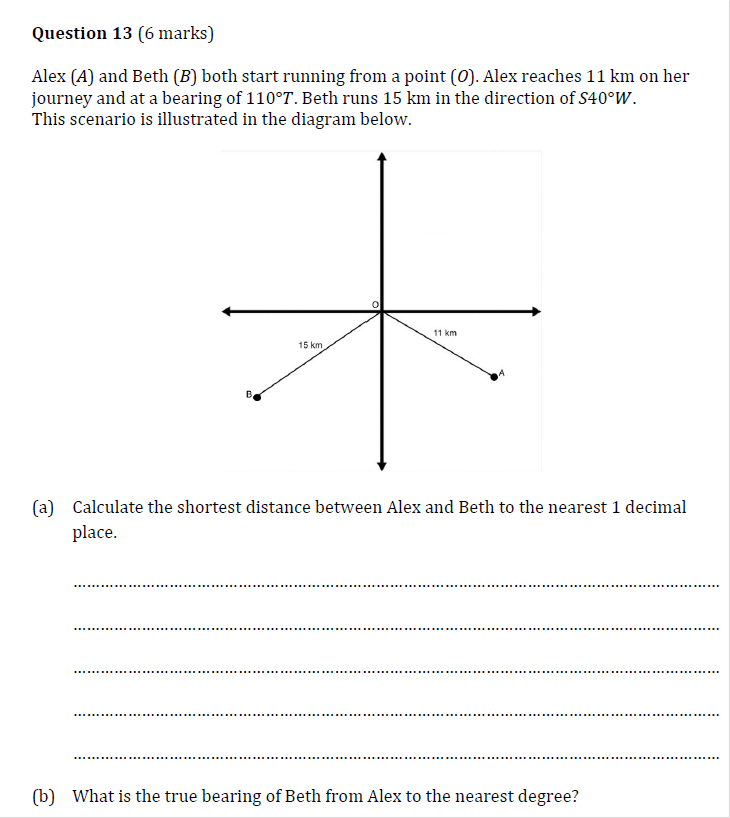 Question 13 (6 marks)
Alex (A) and Beth (B) both start running from a point (O). Alex reaches 11 km on her
journey and at a bearing of 110°T. Beth runs 15 km in the direction of S40°W.
This scenario is illustrated in the diagram below.
O
11 km
15 km
A
B
(a) Calculate the shortest distance between Alex and Beth to the nearest 1 decimal
place.
(b) What is the true bearing of Beth from Alex to the nearest degree?